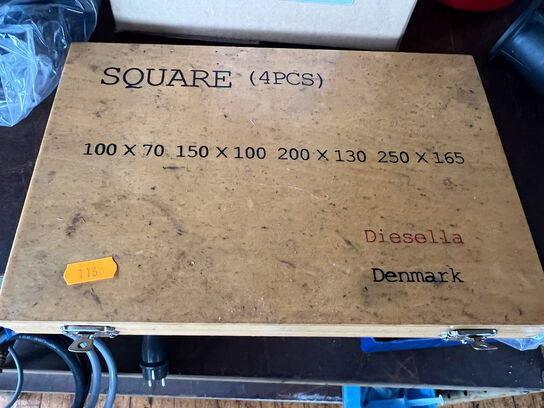 SQUARE (4PCS)
100 X 70 150 X 100 200 X 130 250 X 165
Diesella
Denmark
116